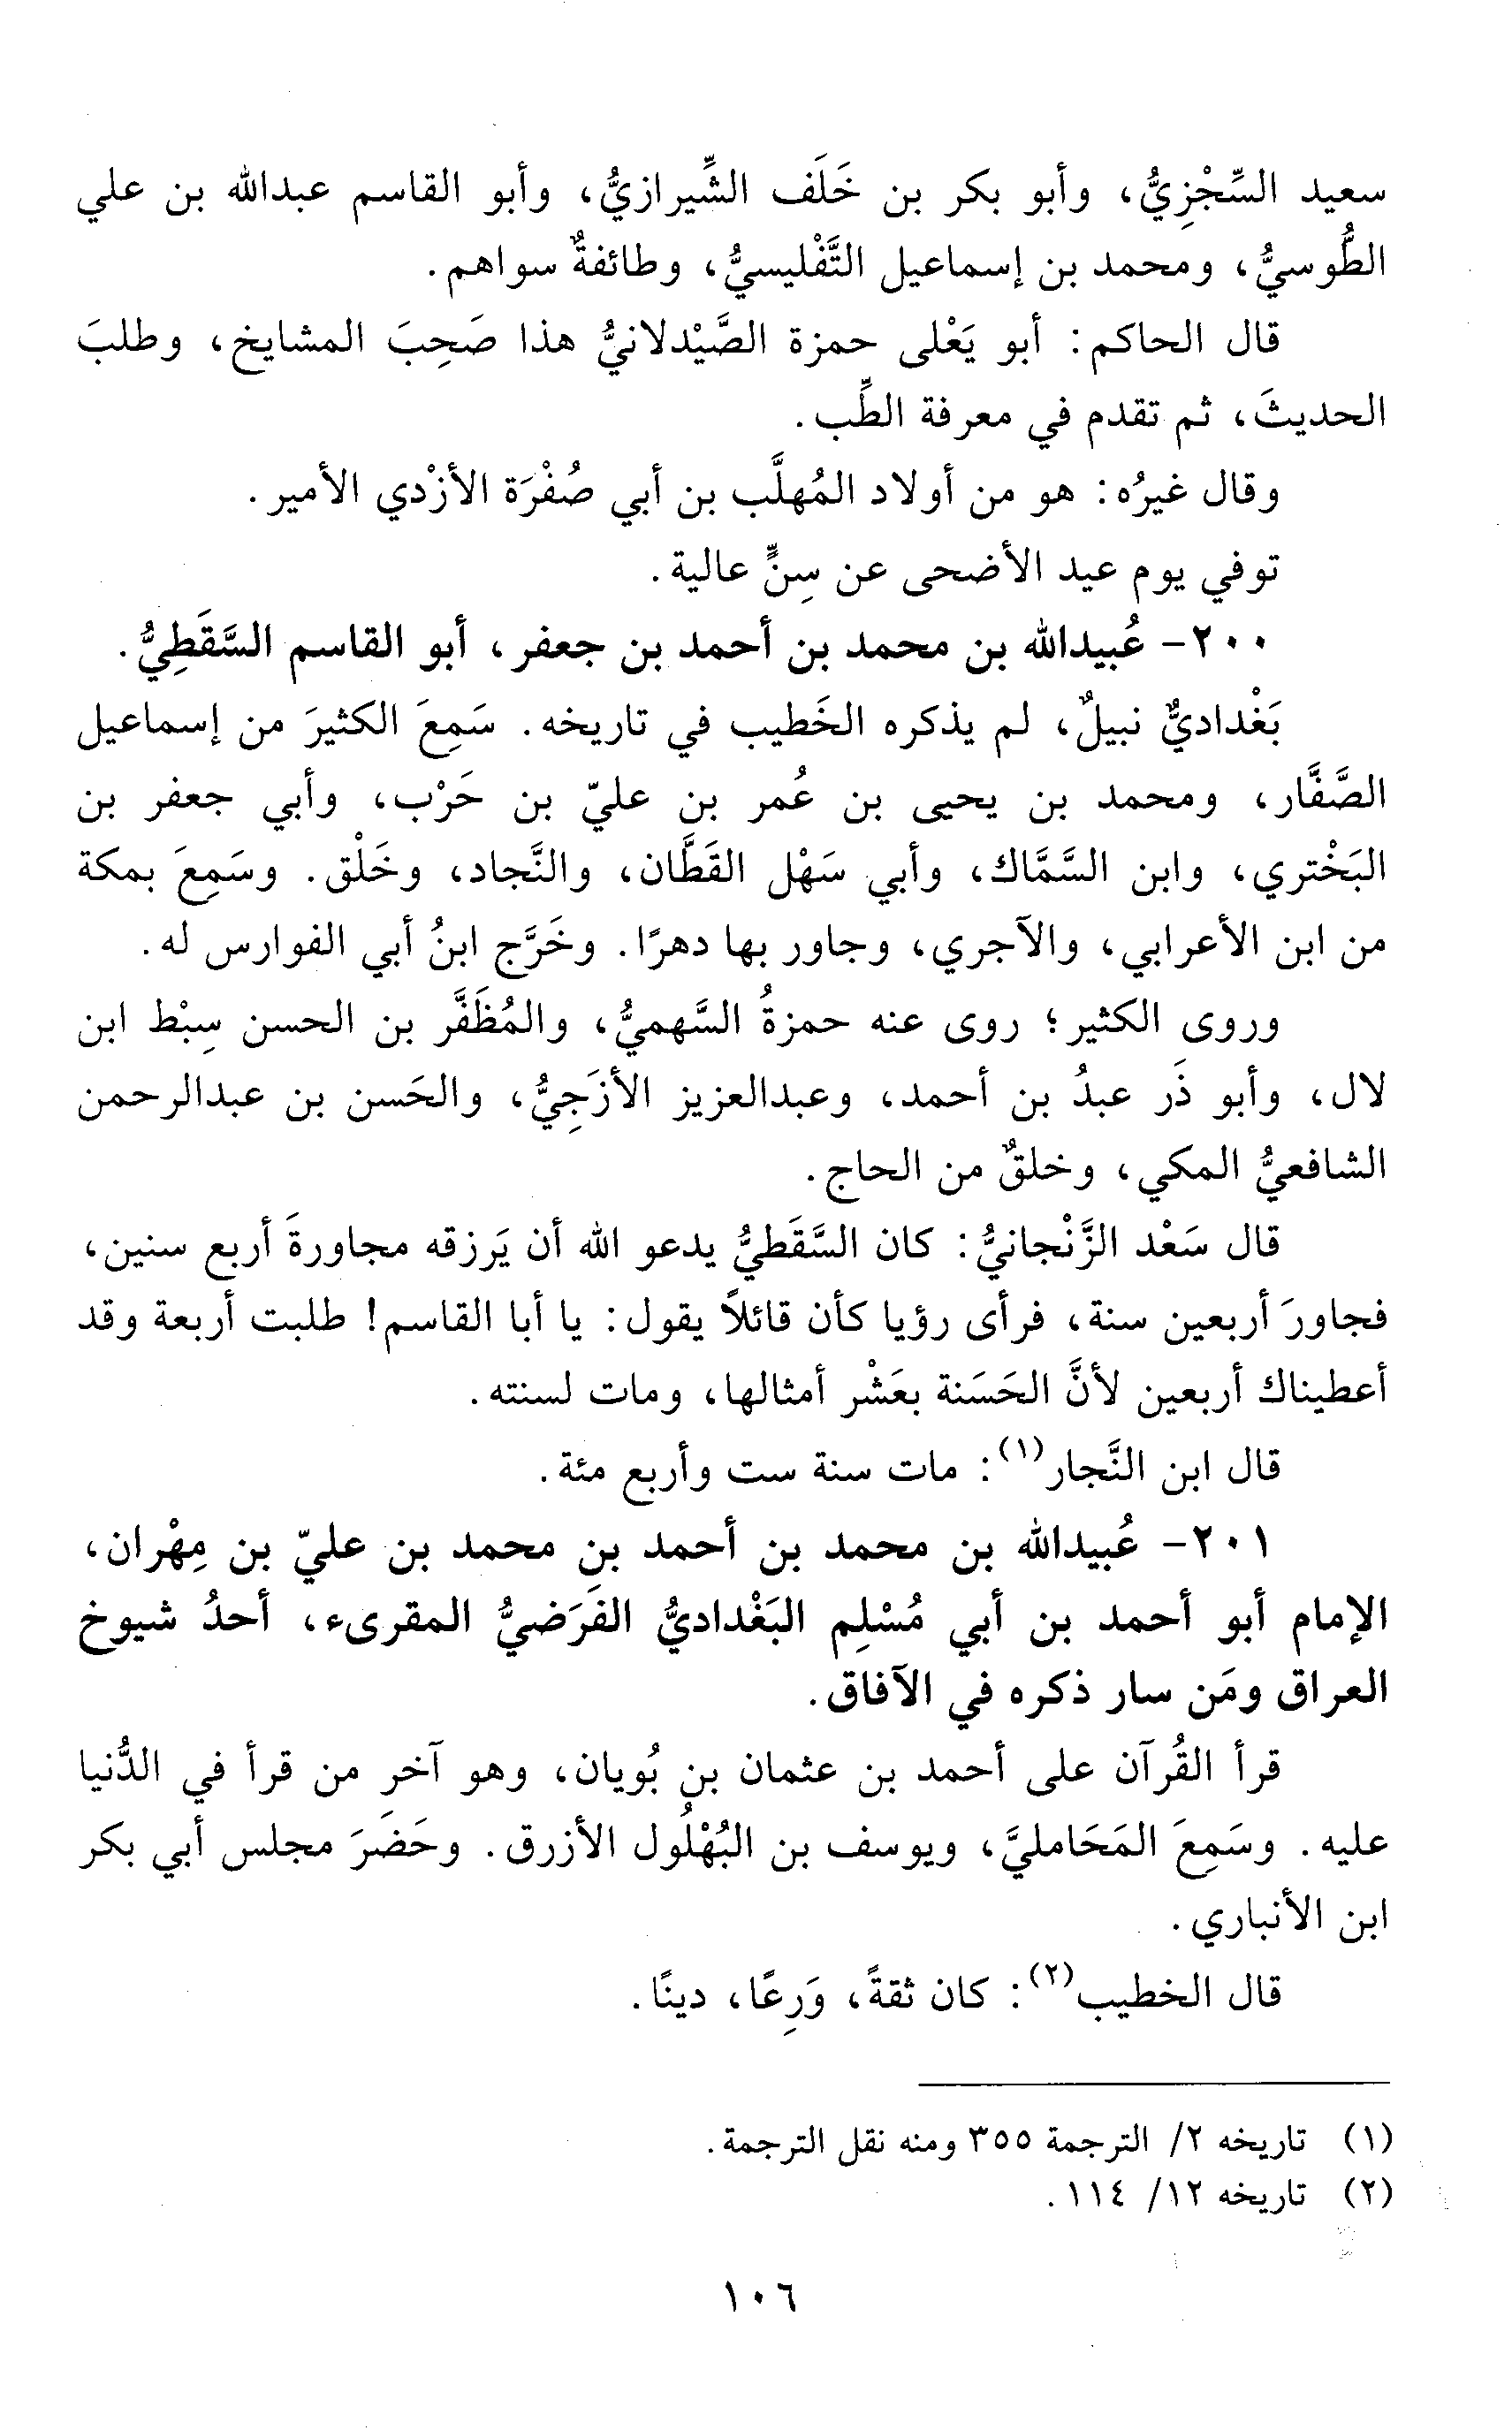 سعيد السِّجْزِيُّ، وأبو بكر بن خَلَف الشِّيرازيُّ، وأبو القاسم عبدالله بن علي
الطُّوسيُّ، ومحمد بن إسماعيل التَّفْليسيُّ، وطائفةٌ سواهم.
قال الحاكم: أبو يَعْلى حمزة الصَّيْدلانيُّ هذا صَحِبَ المشايخ، وطلبَ
الحديثَ، ثم تقدم في معرفة الطِّب.
وقال غيرُه: هو من أولاد المُهلَّب بن أبي صُفْرَة الأزْدي الأمير.
توفي يوم عيد الأضحى عن سِنٍّ عالية.
٢٠٠- عُبيدالله بن محمد بن أحمد بن جعفر، أبو القاسم السَّقَطِيُّ.
بَغْداديٌّ نبيلٌ، لم يذكره الخَطيب في تاريخه. سَمِعَ الكثيرَ من إسماعيل
الصَّفَّار، ومحمد بن يحيى بن عُمر بن عليّ بن حَرْب، وأبي جعفر بن
البَخْتري، وابن السَّمَّاك، وأبي سَهْل القَطَّان، والنَّجاد، وخَلْق. وسَمِعَ بمكة
من ابن الأعرابي، والآجري، وجاور بها دهرًا. وخَرَّج ابنُ أبي الفوارس له.
وروى الكثير؛ روى عنه حمزةُ السَّهميُّ، والمُظَفَّر بن الحسن سِبْط ابن
لال، وأبو ذَر عبدُ بن أحمد، وعبدالعزيز الأزَجِيُّ، والحَسن بن عبدالرحمن
الشافعيُّ المكي، وخلقٌ من الحاج.
قال سَعْد الزَّنْجانيُّ: كان السَّقَطيُّ يدعو الله أن يَرزقه مجاورةَ أربع سنين،
فجاورَ أربعين سنة، فرأى رؤيا كأن قائلاً يقول: يا أبا القاسم! طلبت أربعة وقد
أعطيناك أربعين لأنَّ الحَسَنة بعَشْر أمثالها، ومات لسنته.
قال ابن النَّجار(١): مات سنة ست وأربع مئة.
٢٠١- عُبيدالله بن محمد بن أحمد بن محمد بن عليّ بن مِهْران،
الإمام أبو أحمد بن أبي مُسْلِم البَغْداديُّ الفَرَضيُّ المقرىء، أحدُ شيوخ
العراق ومَن سار ذكره في الآفاق.
قرأ القُرآن على أحمد بن عثمان بن بُويان، وهو آخر من قرأ في الدُّنيا
عليه. وسَمِعَ المَحَامليَّ، ويوسف بن البُهْلُول الأزرق. وحَضَرَ مجلس أبي بكر
ابن الأنباري.
قال الخطيب(٢): كان ثقةً، وَرِعًا، دينًا.
(١) تاريخه ٢/ الترجمة ٣٥٥ ومنه نقل الترجمة.
(٢) تاريخه ١٢/ ١١٤.
١٠٦